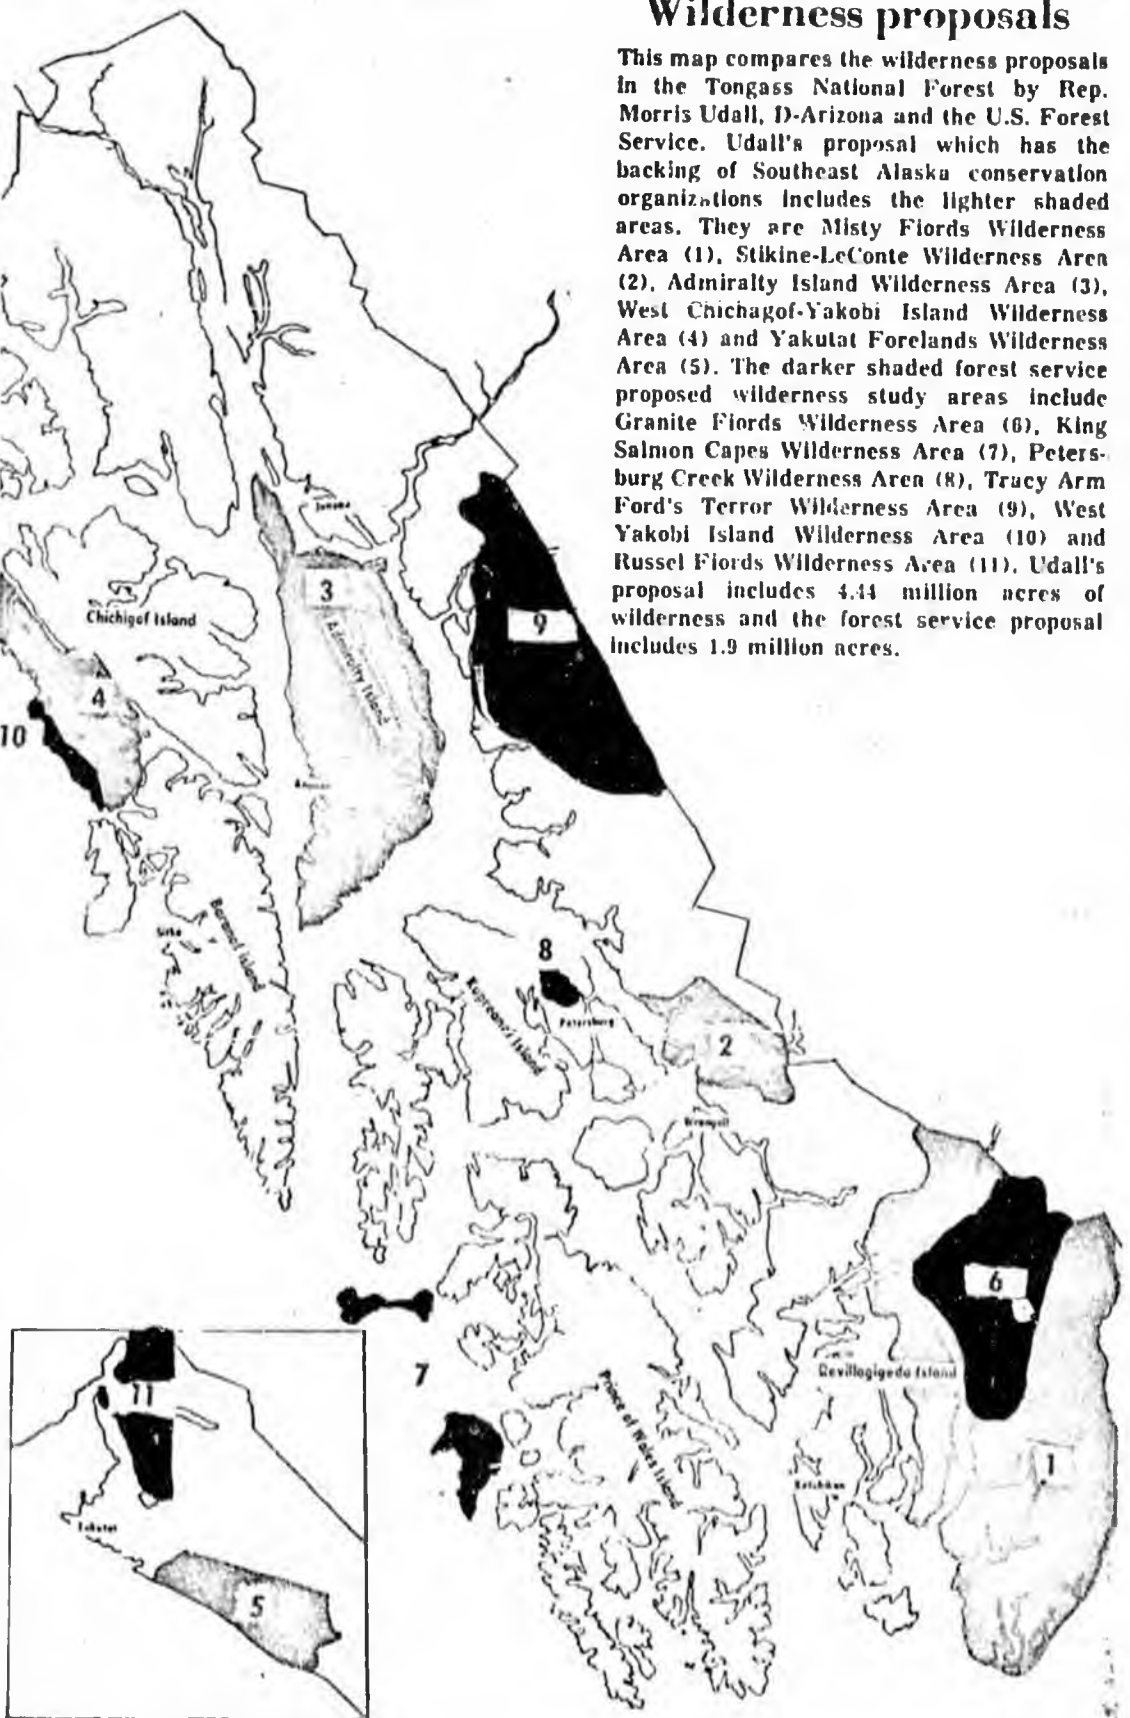 Wilderness proposals
This map compares the wilderness proposals
in the Tongass National Forest by Rep.
Morris Udall, D-Arizona and the U.S. Forest
Service. Udall's proposal which has the
backing of Southeast Alaska conservation
organizations includes the lighter shaded
areas. They are Misty Fiords Wilderness
Area (1), Stikine-LeConte Wilderness Area
(2), Admiralty Island Wilderness Area (3),
West Chichagof-Yakobi Island Wilderness
Area (4) and Yakutat Forelands Wilderness
Area (5). The darker shaded forest service
proposed wilderness study areas include
Granite Fiords Wilderness Area (6), King
Salmon Capes Wilderness Area (7), Peters-
burg Creek Wilderness Area (8), Tracy Arm
Ford's Terror Wilderness Area (9), West
Yakobi Island Wilderness Area (10) and
Russel Fiords Wilderness Area (11). Udall's
proposal includes 4.44 million acres of
wilderness and the forest service proposal
includes 1.9 million acres.
Juneau
3
Admiralty Island
Chichigof Island
9
4
10
Angoon
Sitka
Baranof Island
8
Kupreanof Island
Petersburg
2
Wrangell
6
7
Revillagigedo Island
11
Prince of Wales Island
1
Ketchikan
Yakutat
5